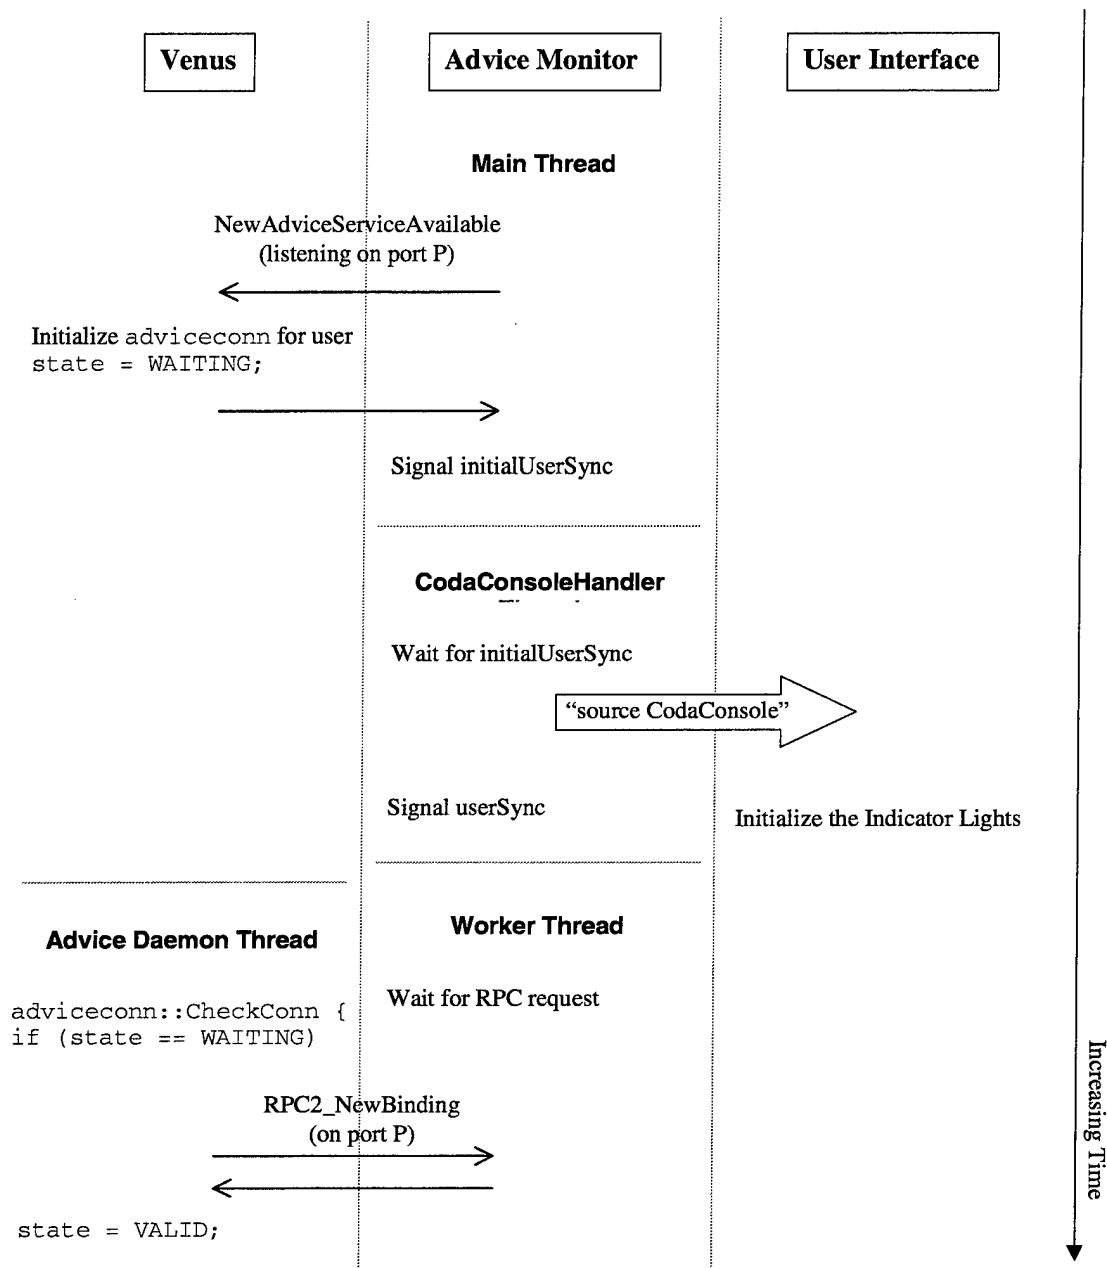 Venus
Advice Monitor
User Interface
Main Thread
NewAdviceServiceAvailable
(listening on port P)
Initialize adviceconn for user
state = WAITING;
Signal initialUserSync
CodaConsoleHandler
Wait for initialUserSync
“source CodaConsole”
Signal userSync
Initialize the Indicator Lights
Advice Daemon Thread
Worker Thread
Wait for RPC request
adviceconn::CheckConn {
if (state == WAITING)
RPC2_NewBinding
(on port P)
state = VALID;
Increasing Time